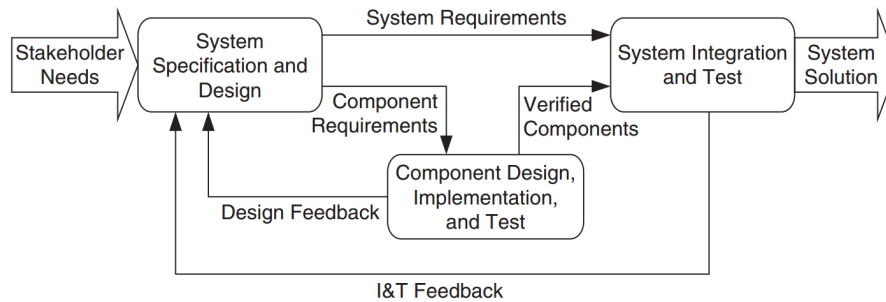 System Requirements
Stakeholder
Needs
System
Specification and
Design
System Integration
and Test
System
Solution
Component
Requirements
Verified
Components
Component Design,
Implementation,
and Test
Design Feedback
I&T Feedback